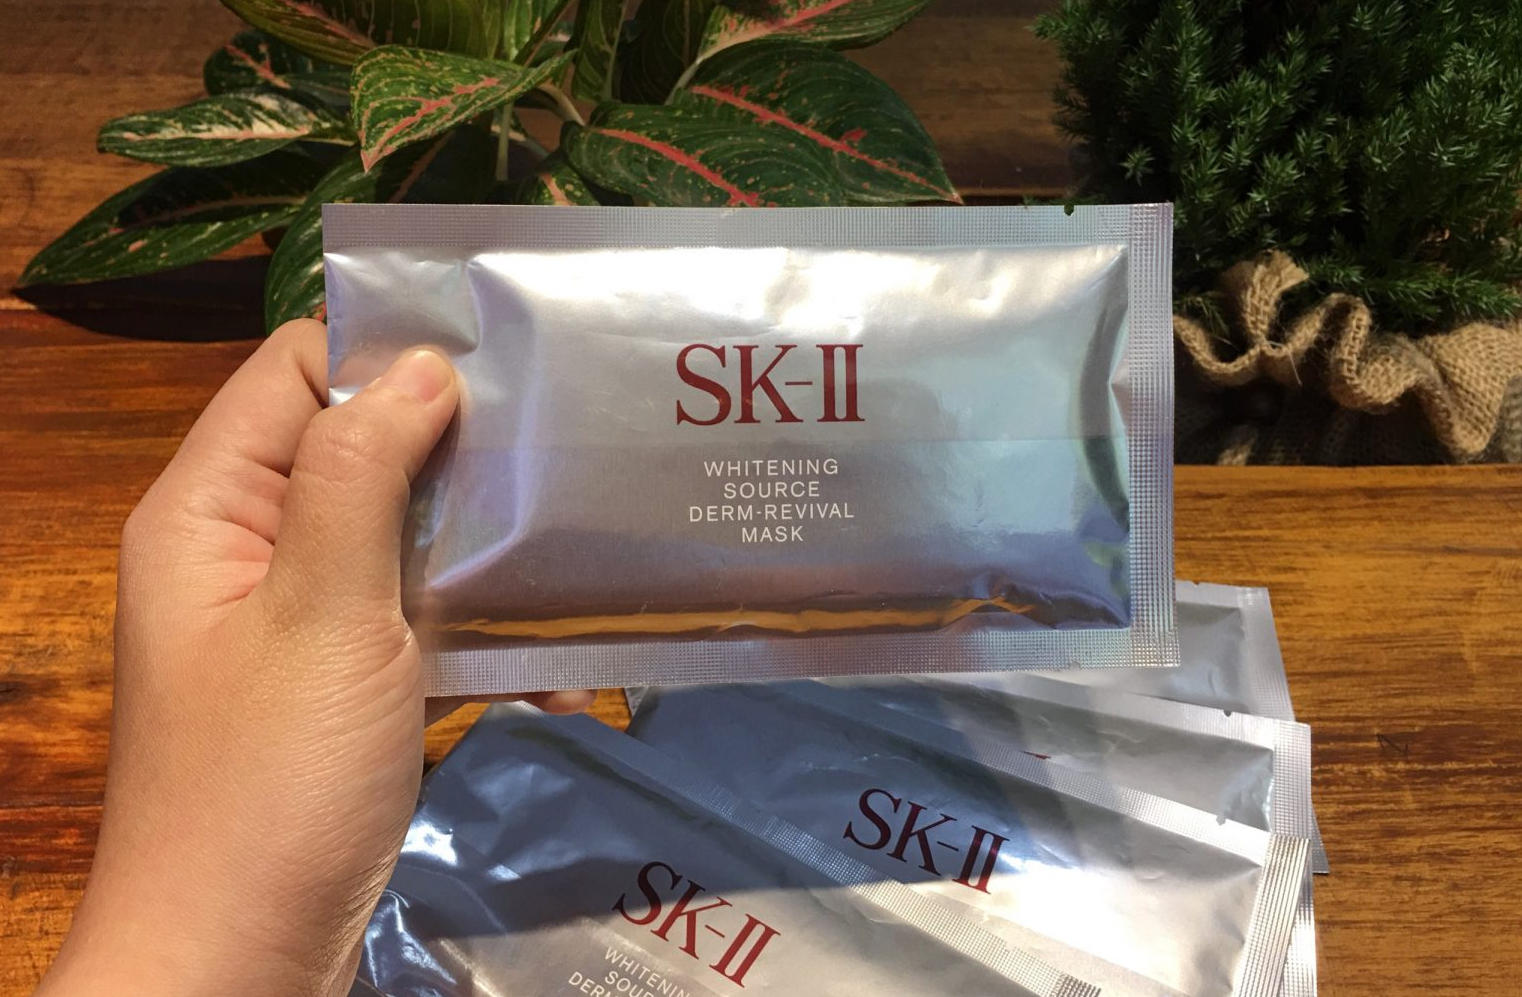 SK-II
WHITENING
SOURCE
DERM-REVIVAL
MASK
SK-II
SK-II